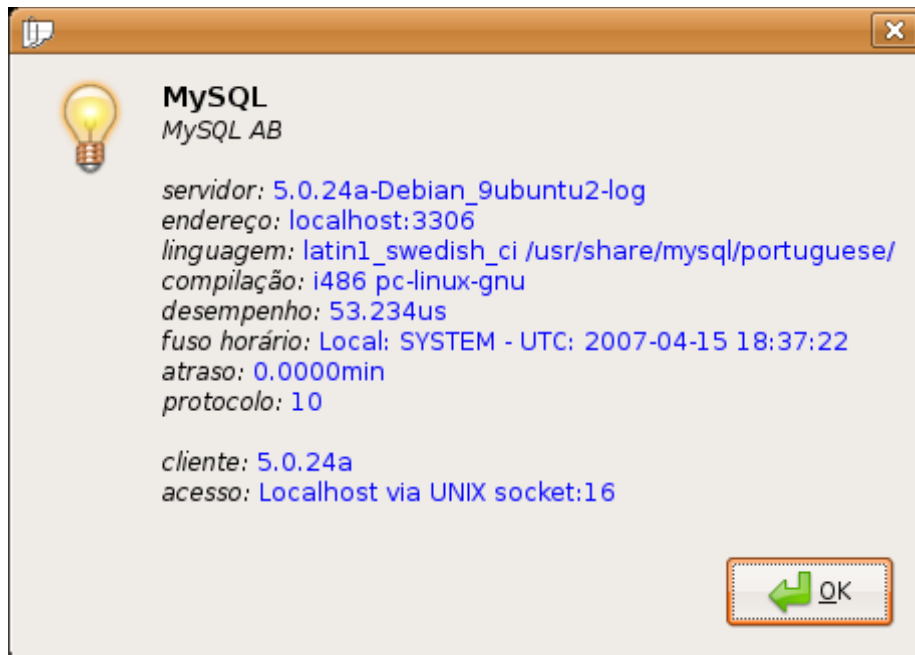 MySQL
MySQL AB
servidor: 5.0.24a-Debian_9ubuntu2-log
endereço: localhost:3306
linguagem: latin1_swedish_ci /usr/share/mysql/portuguese/
compilação: i486 pc-linux-gnu
desempenho: 53.234us
fuso horário: Local: SYSTEM - UTC: 2007-04-15 18:37:22
atraso: 0.0000min
protocolo: 10
cliente: 5.0.24a
acesso: Localhost via UNIX socket:16
OK